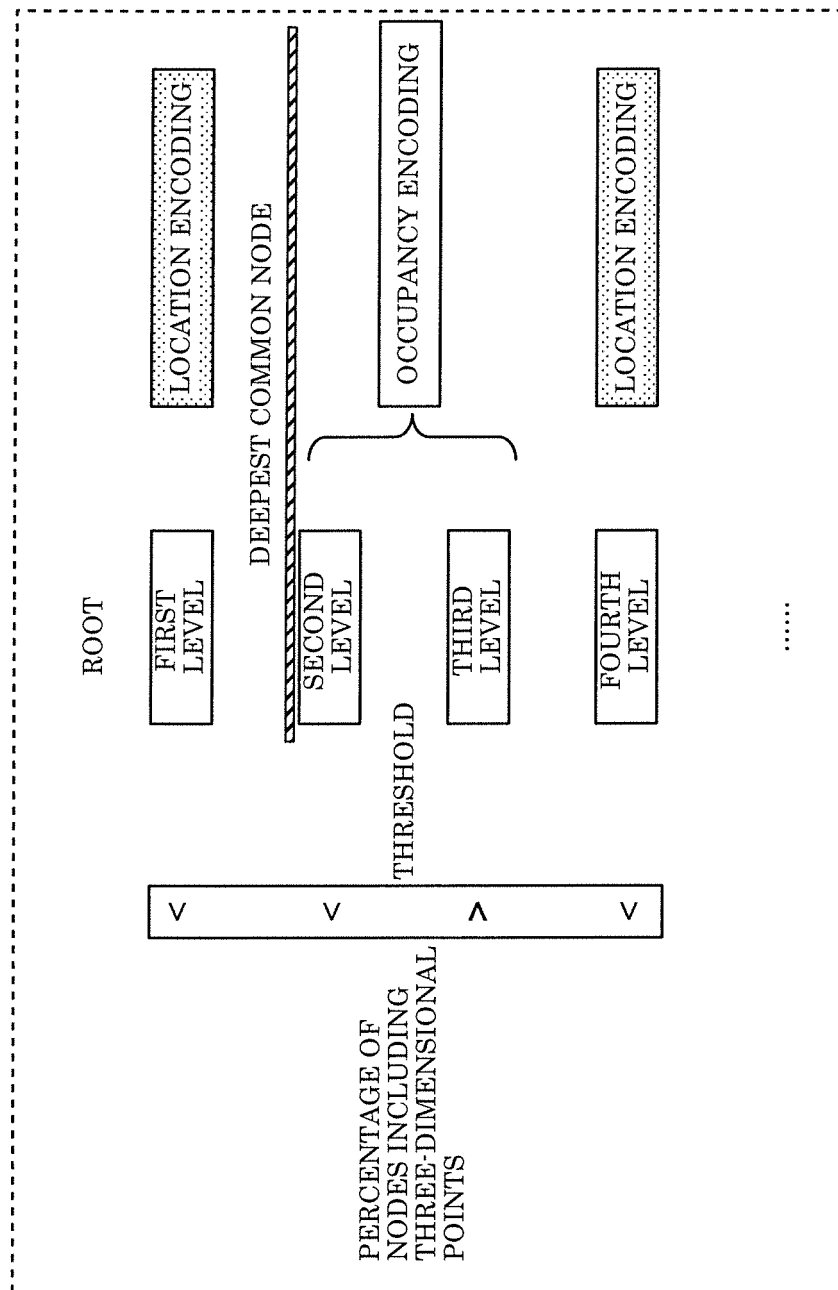 ROOT
<
FIRST
LEVEL
LOCATION ENCODING
DEEPEST COMMON NODE
<
SECOND
LEVEL
PERCENTAGE OF
NODES INCLUDING
THREE-DIMENSIONAL
POINTS
THRESHOLD
OCCUPANCY ENCODING
>
THIRD
LEVEL
<
FOURTH
LEVEL
LOCATION ENCODING
......